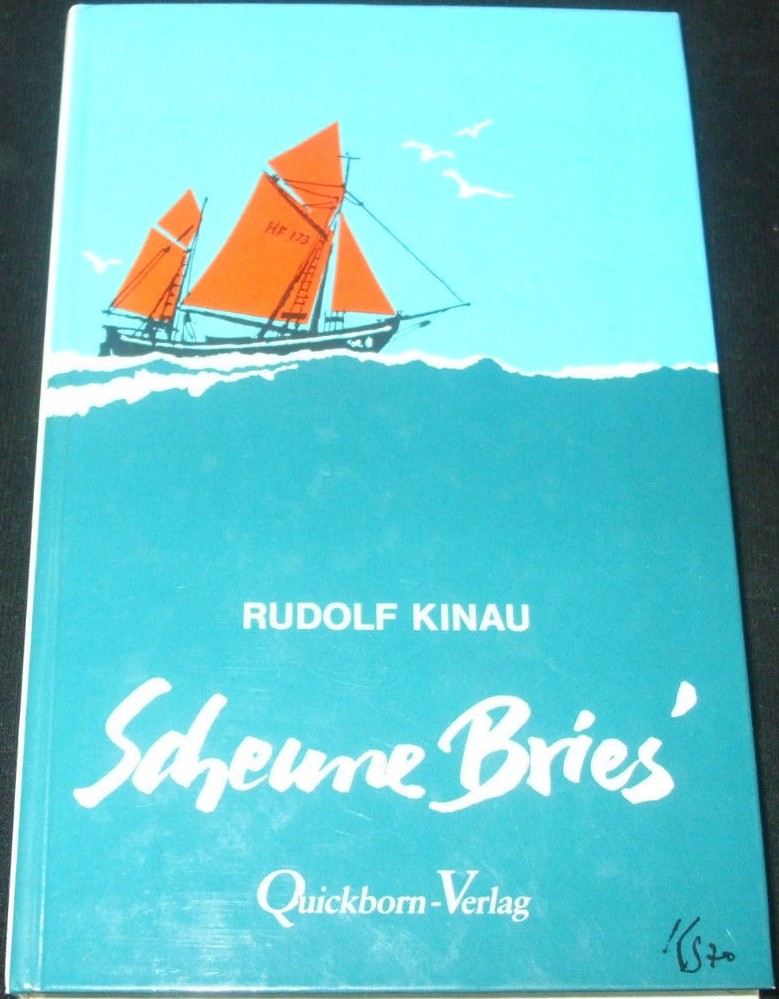 HF 173
RUDOLF KINAU
Scheune Bries'
Quickborn-Verlag